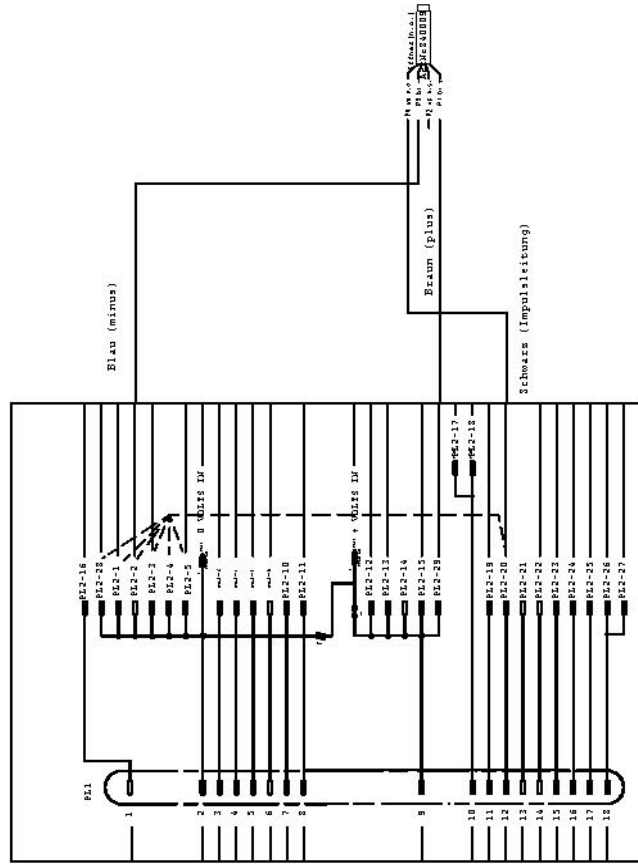 PL2-16
PL2-28
PL2-1
PL2-2
PL2-3
PL2-4
PL2-5
0 VOLTS IN
PL2-10
PL2-11
+ VOLTS IN
PL2-12
PL2-13
PL2-14
PL2-15
PL2-29
PL2-17
PL2-18
PL2-19
PL2-20
PL2-21
PL2-22
PL2-23
PL2-24
PL2-25
PL2-26
PL2-27
PL1
1
2
3
4
5
6
7
8
9
10
11
12
13
14
15
16
17
18
Blau (minus)
Braun (plus)
Schwarz (Impulsleitung)